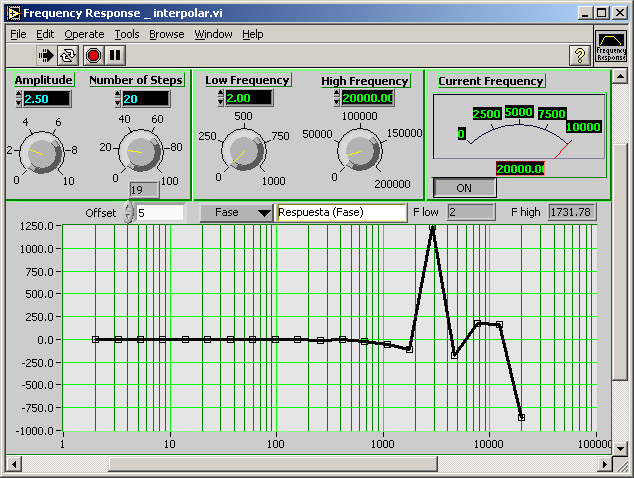 Frequency Response _ interpolar.vi
File Edit Operate Tools Browse Window Help
?
Frequency Response
Amplitude Number of Steps Low Frequency High Frequency Current Frequency
2.50 20 2.00 20000.00
0 2500 5000 7500 10000
4 6 40 60 500 100000
2 8 20 80 250 750 50000 150000
0 10 0 100 0 1000 0 200000
20000.00
19
ON
Offset 5 Fase Respuesta (Fase) F low 2 F high 1731.78
1250.0
1000.0
750.0
500.0
250.0
0.0
-250.0
-500.0
-750.0
-1000.0
1 10 100 1000 10000 100000